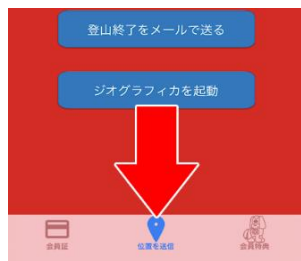 登山終了をメールで送る
ジオグラフィカを起動
会員証
位置を送信
会員特典